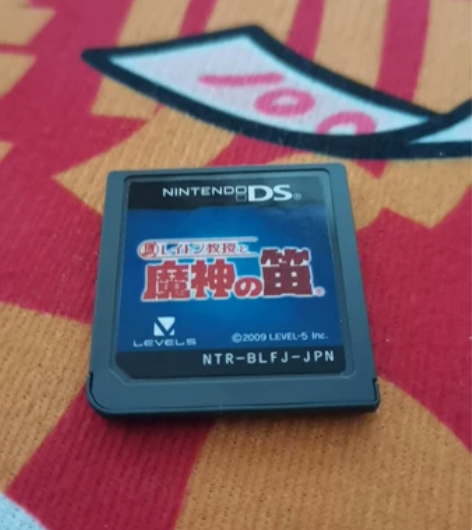 100
NINTENDO DS®
レイトン教授と
魔神の笛
LEVEL5
©2009 LEVEL-5 Inc.
NTR-BLFJ-JPN